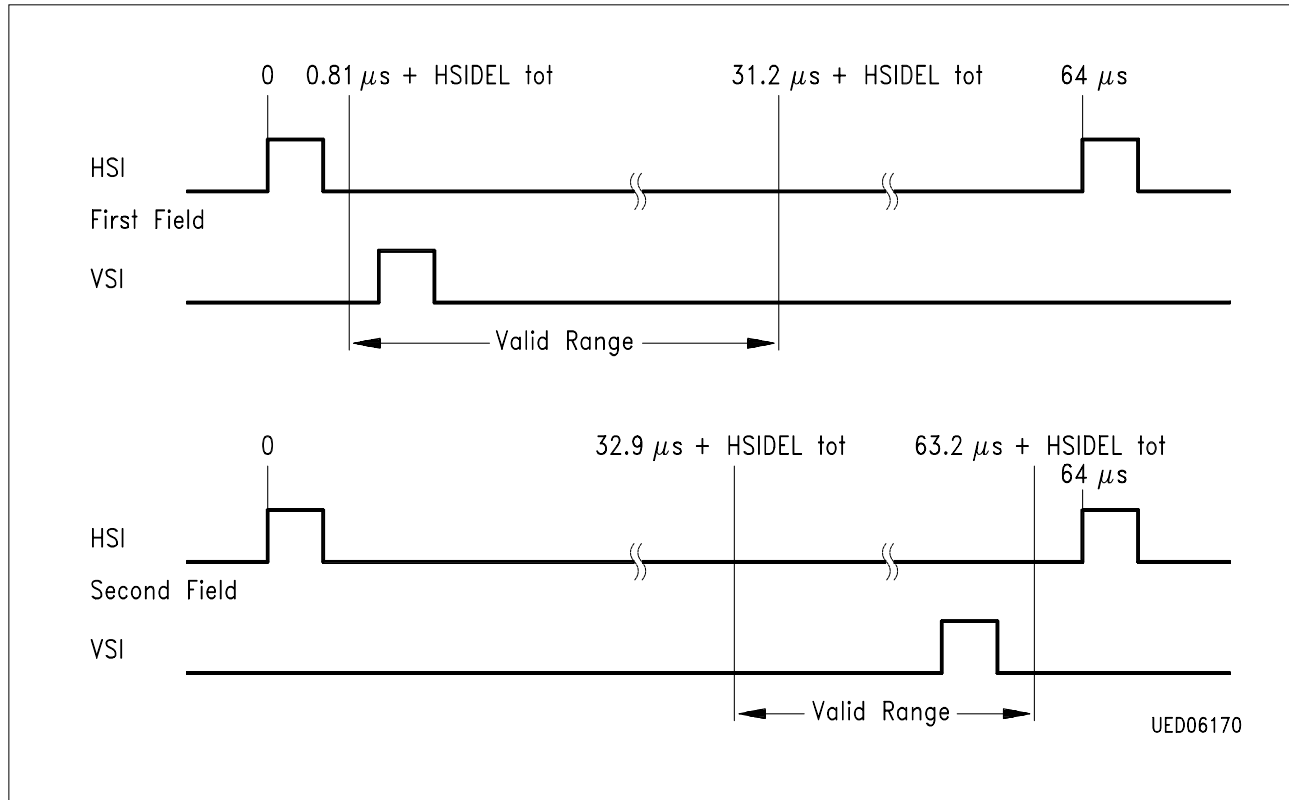 0 0.81 μs + HSIDEL tot 31.2 μs + HSIDEL tot 64 μs
HSI
First Field
VSI
Valid Range
0 32.9 μs + HSIDEL tot 63.2 μs + HSIDEL tot
64 μs
HSI
Second Field
VSI
Valid Range
UED06170